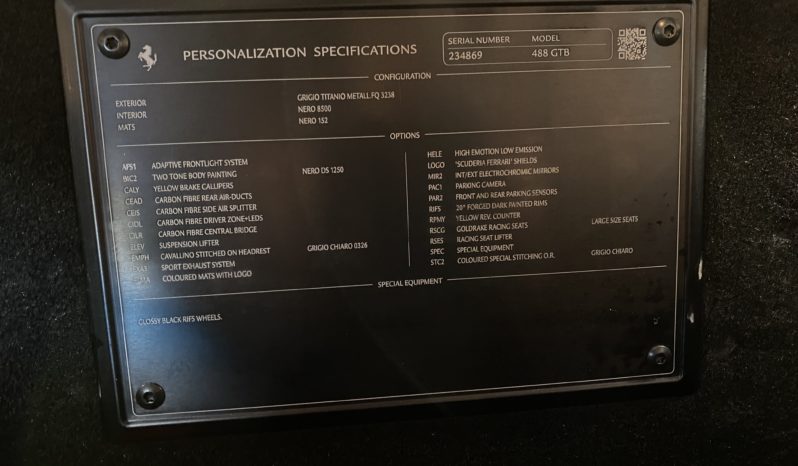 PERSONALIZATION SPECIFICATIONS
SERIAL NUMBER MODEL
234869 488 GTB
CONFIGURATION
EXTERIOR GRIGIO TITANIO METALL.FQ 3238
INTERIOR NERO 8500
MATS NERO 152
OPTIONS
AFS1 ADAPTIVE FRONTLIGHT SYSTEM
BIC2 TWO TONE BODY PAINTING NERO DS 1250
CALY YELLOW BRAKE CALLIPERS
CEAD CARBON FIBRE REAR AIR-DUCTS
CEIS CARBON FIBRE SIDE AIR SPLITTER
CIDL CARBON FIBRE DRIVER ZONE+LEDS
CILR CARBON FIBRE CENTRAL BRIDGE
ELEV SUSPENSION LIFTER
EMPH CAVALLINO STITCHED ON HEADREST GRIGIO CHIARO 0326
SPORT EXHAUST SYSTEM
COLOURED MATS WITH LOGO
HELE HIGH EMOTION LOW EMISSION
LOGO 'SCUDERIA FERRARI' SHIELDS
MIR2 INT/EXT ELECTROCHROMIC MIRRORS
PAC1 PARKING CAMERA
PAR2 FRONT AND REAR PARKING SENSORS
RIFS 20" FORGED DARK PAINTED RIMS
RPMY YELLOW REV. COUNTER
RSCG GOLDRAKE RACING SEATS LARGE SIZE SEATS
RSES RACING SEAT LIFTER
SPEC SPECIAL EQUIPMENT
STC2 COLOURED SPECIAL STITCHING O.R. GRIGIO CHIARO
SPECIAL EQUIPMENT
GLOSSY BLACK RIFS WHEELS.